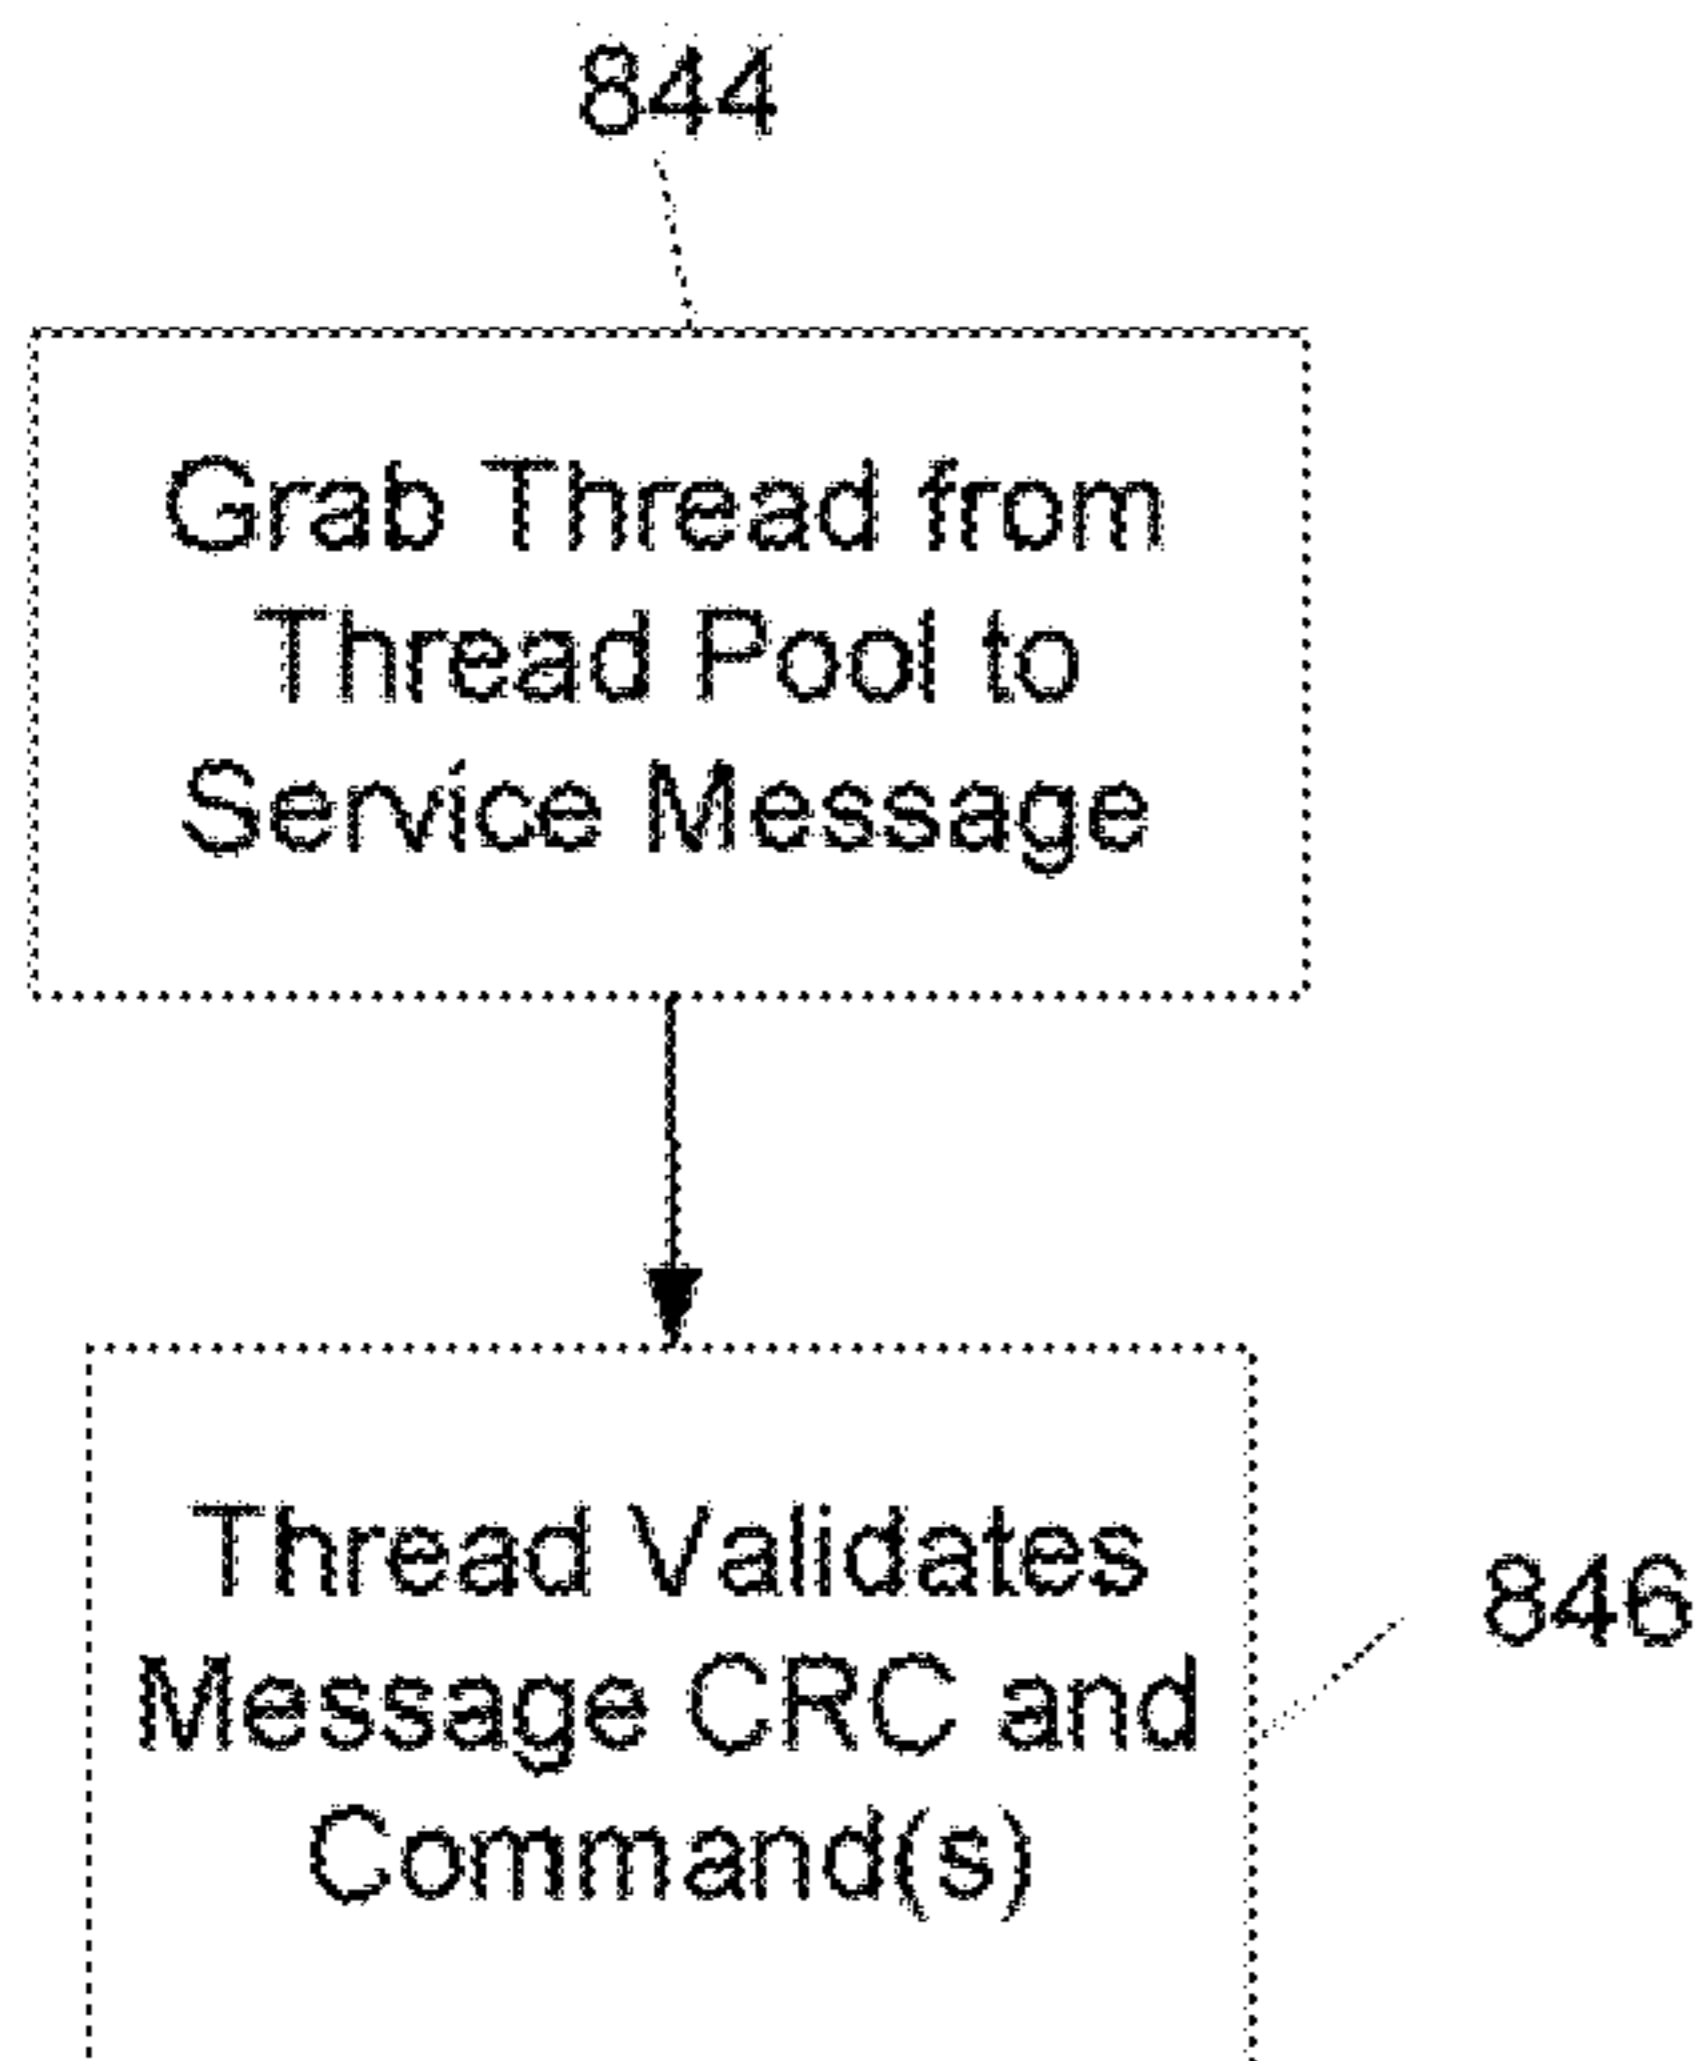 844
Grab Thread from
Thread Pool to
Service Message
Thread Validates
Message CRC and
Command(s)
846